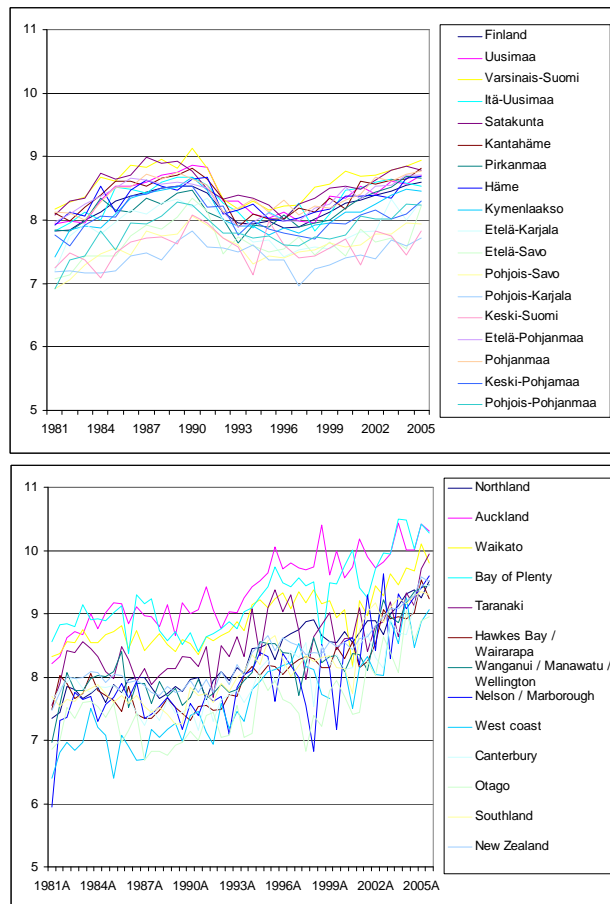 11
10
9
8
7
6
5
1981 1984 1987 1990 1993 1996 1999 2002 2005
Finland
Uusimaa
Varsinais-Suomi
Itä-Uusimaa
Satakunta
Kantahäme
Pirkanmaa
Häme
Kymenlaakso
Etelä-Karjala
Etelä-Savo
Pohjois-Savo
Pohjois-Karjala
Keski-Suomi
Etelä-Pohjanmaa
Pohjanmaa
Keski-Pohjamaa
Pohjois-Pohjanmaa
11
10
9
8
7
6
5
1981A 1984A 1987A 1990A 1993A 1996A 1999A 2002A 2005A
Northland
Auckland
Waikato
Bay of Plenty
Taranaki
Hawkes Bay /
Wairarapa
Wanganui / Manawatu /
Wellington
Nelson / Marborough
West coast
Canterbury
Otago
Southland
New Zealand